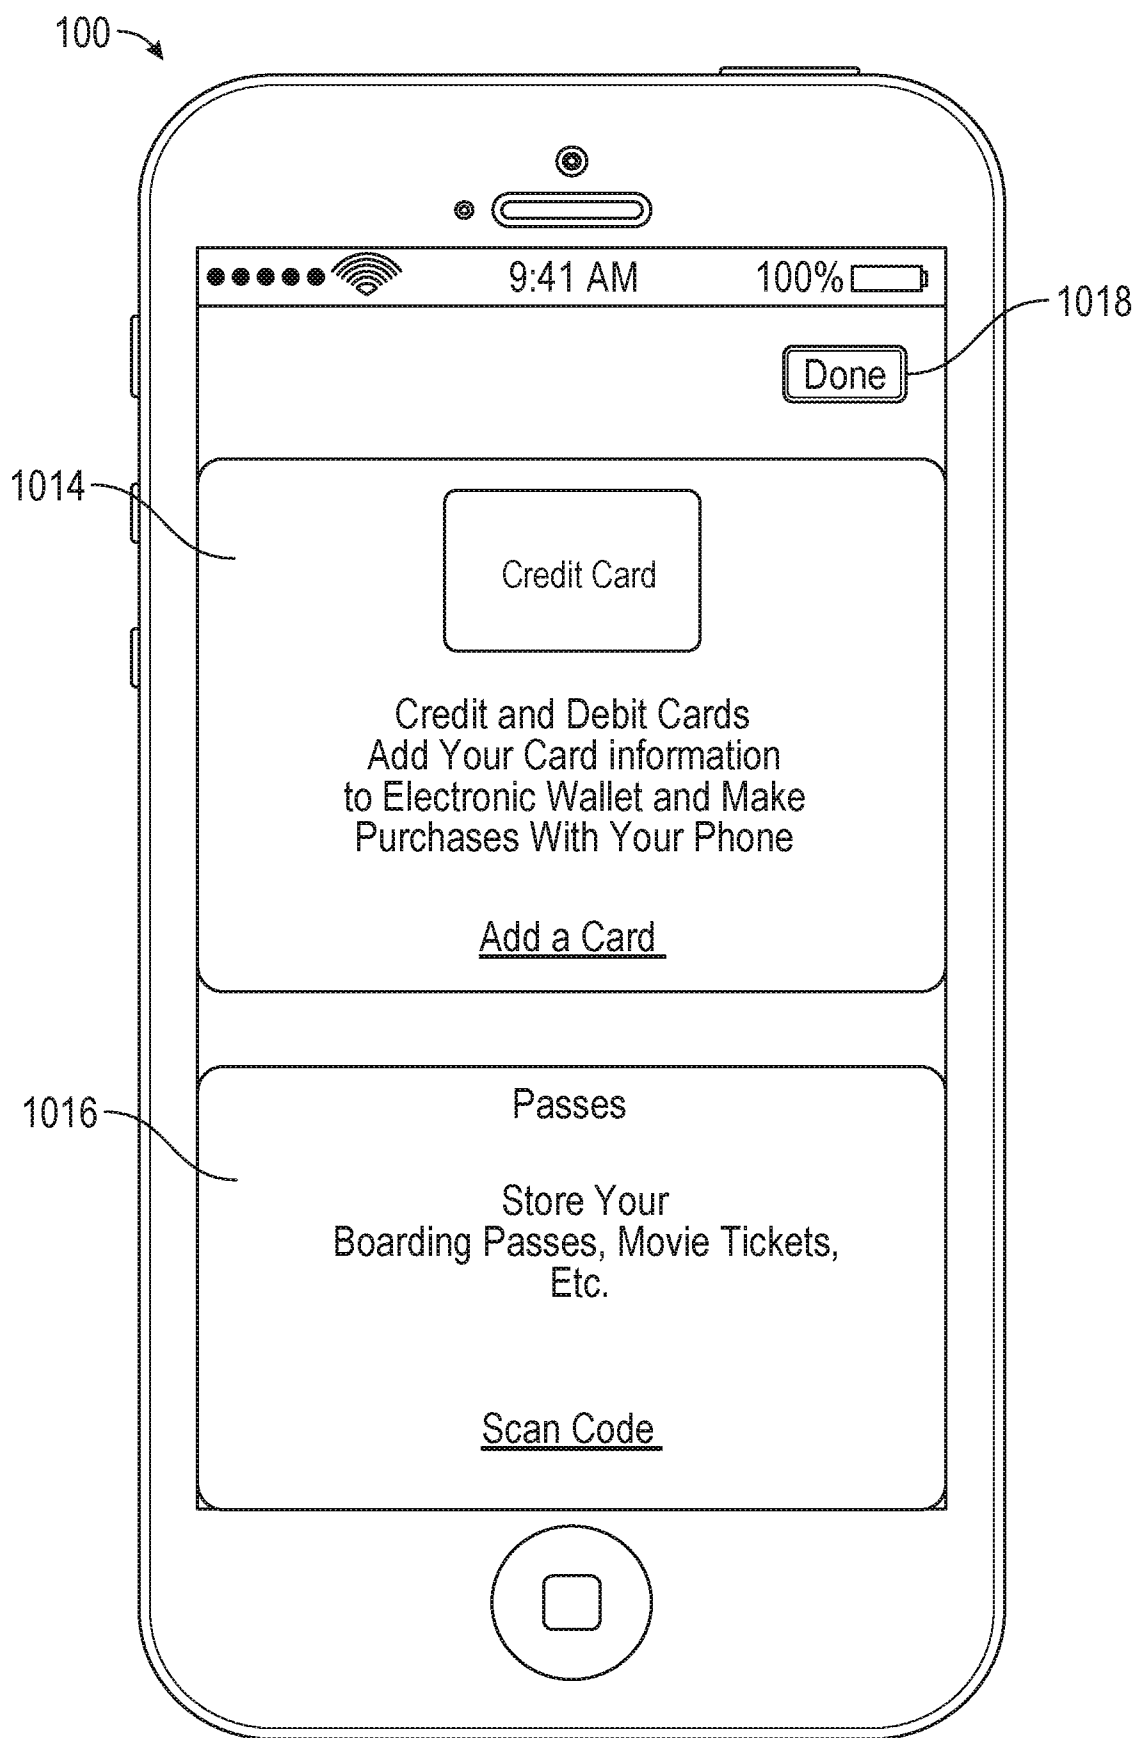 100
9:41 AM 100%
Done
1018
1014
Credit Card
Credit and Debit Cards
Add Your Card information
to Electronic Wallet and Make
Purchases With Your Phone
Add a Card
1016
Passes
Store Your
Boarding Passes, Movie Tickets,
Etc.
Scan Code